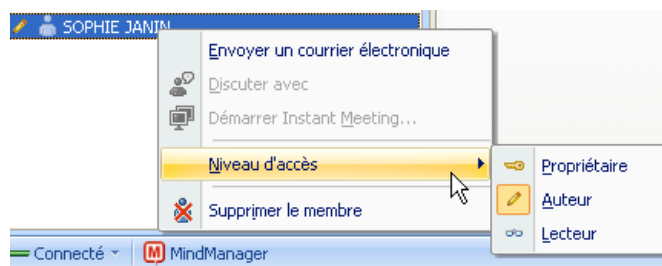 SOPHIE JANIN
Envoyer un courrier électronique
Discuter avec
Démarrer Instant Meeting...
Niveau d'accès
Propriétaire
Auteur
Supprimer le membre
Lecteur
Connecté
MindManager